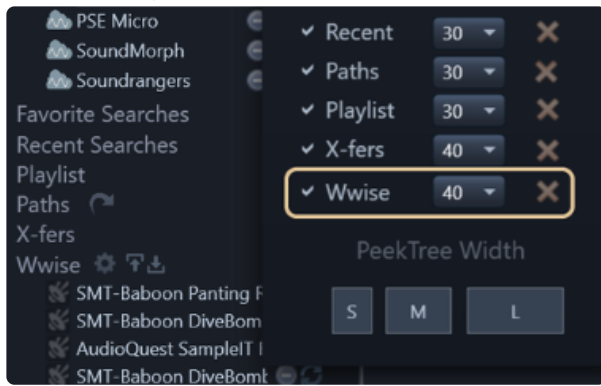 PSE Micro
SoundMorph
Soundrangers
Favorite Searches
Recent Searches
Playlist
Paths
X-fers
Wwise
SMT-Baboon Panting
SMT-Baboon DiveBom
AudioQuest SampleIT
SMT-Baboon DiveBomb
Recent 30
Paths 30
Playlist 30
X-fers 40
Wwise 40
PeekTree Width
S M L